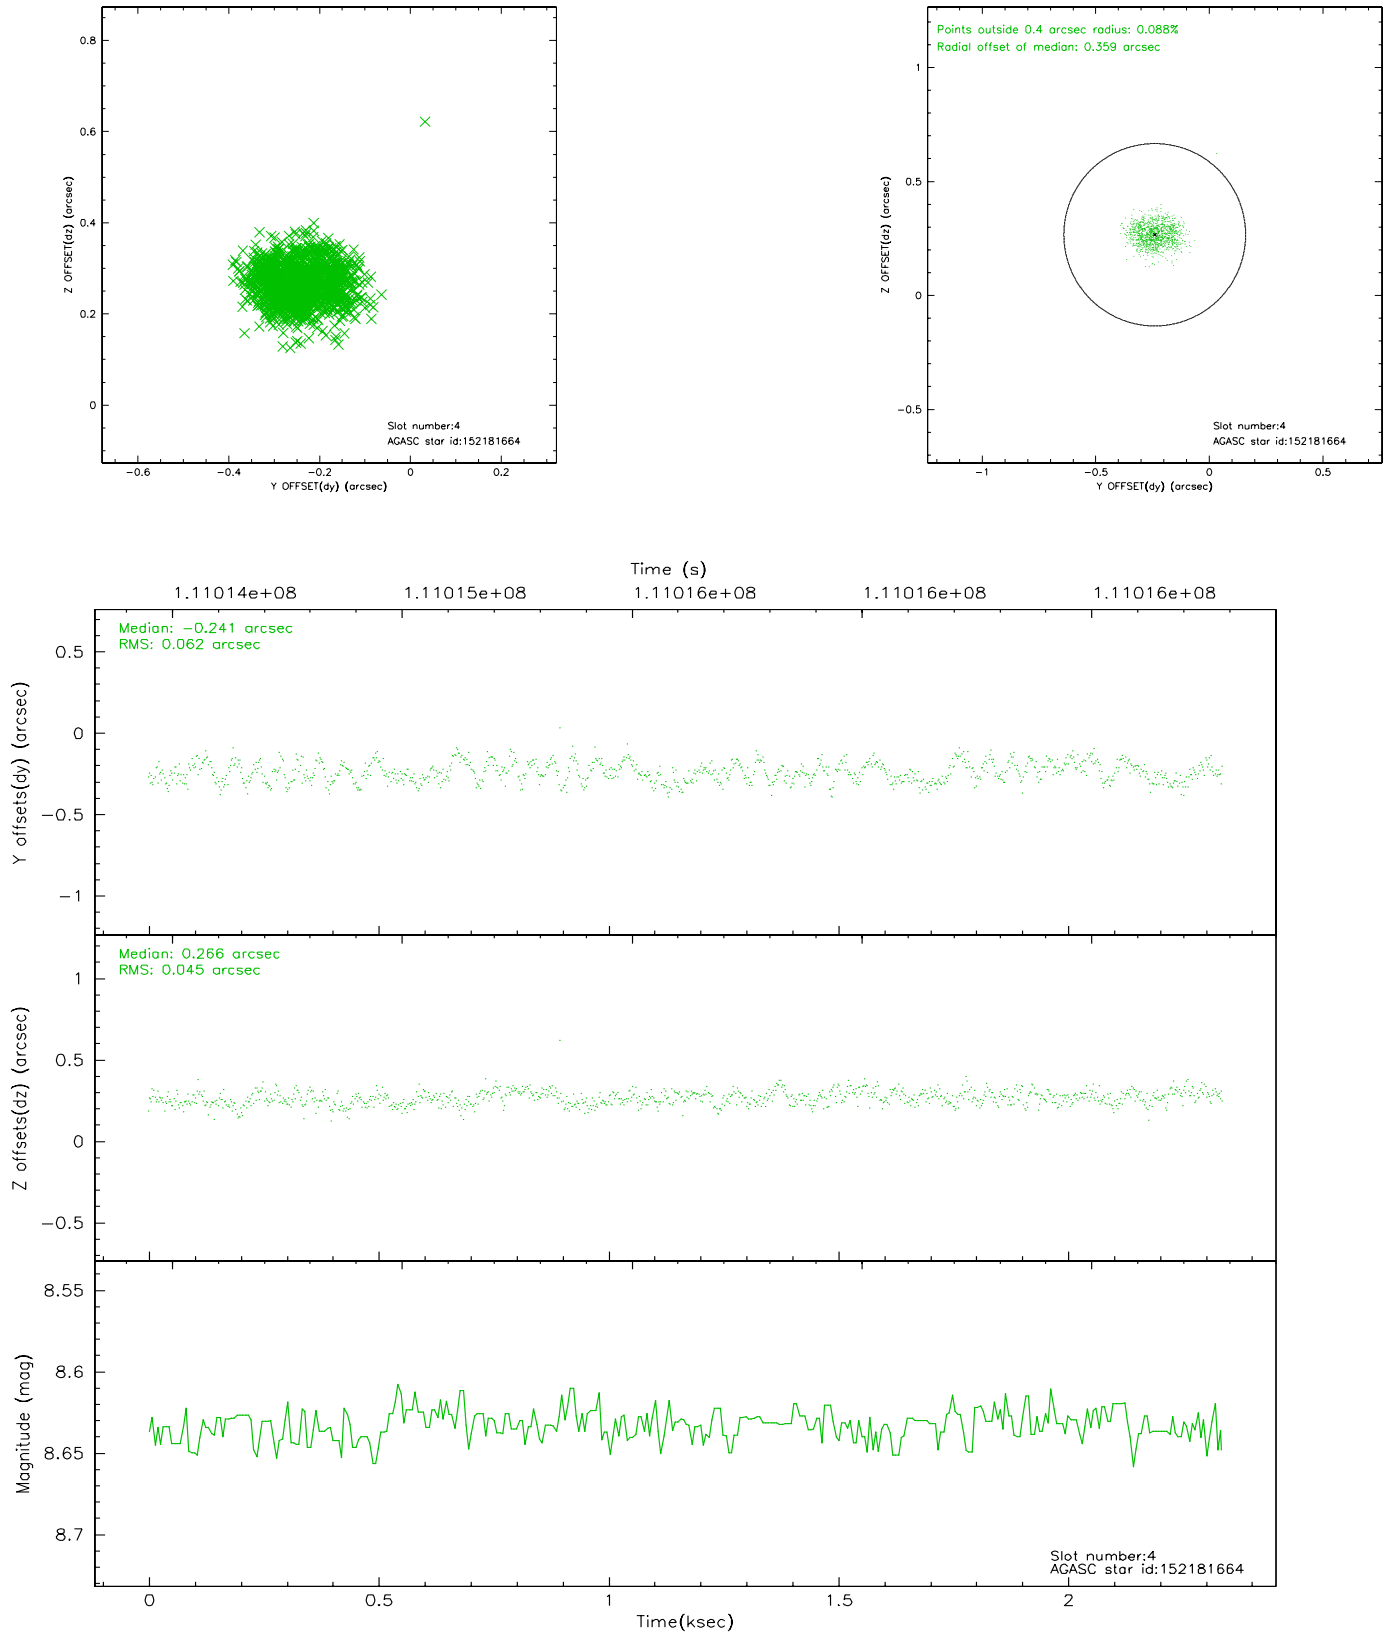 0.8
0.6
0.4
0.2
0
−0.6
−0.4
−0.2
0
0.2
Z OFFSET(dz) (arcsec)
Y OFFSET(dy) (arcsec)
Slot number:4
AGASC star id:152181664
Points outside 0.4 arcsec radius: 0.088%
Radial offset of median: 0.359 arcsec
1
0.5
0
−0.5
−1
−0.5
0
0.5
Z OFFSET(dz) (arcsec)
Y OFFSET(dy) (arcsec)
Slot number:4
AGASC star id:152181664
Time (s)
1.11014e+08 1.11015e+08 1.11016e+08 1.11016e+08 1.11016e+08
Median: −0.241 arcsec
RMS: 0.062 arcsec
0.5
0
−0.5
−1
Y offsets(dy) (arcsec)
Median: 0.266 arcsec
RMS: 0.045 arcsec
1
0.5
0
−0.5
Z offsets(dz) (arcsec)
8.55
8.6
8.65
8.7
Magnitude (mag)
Slot number:4
AGASC star id:152181664
0 0.5 1 1.5 2
Time(ksec)